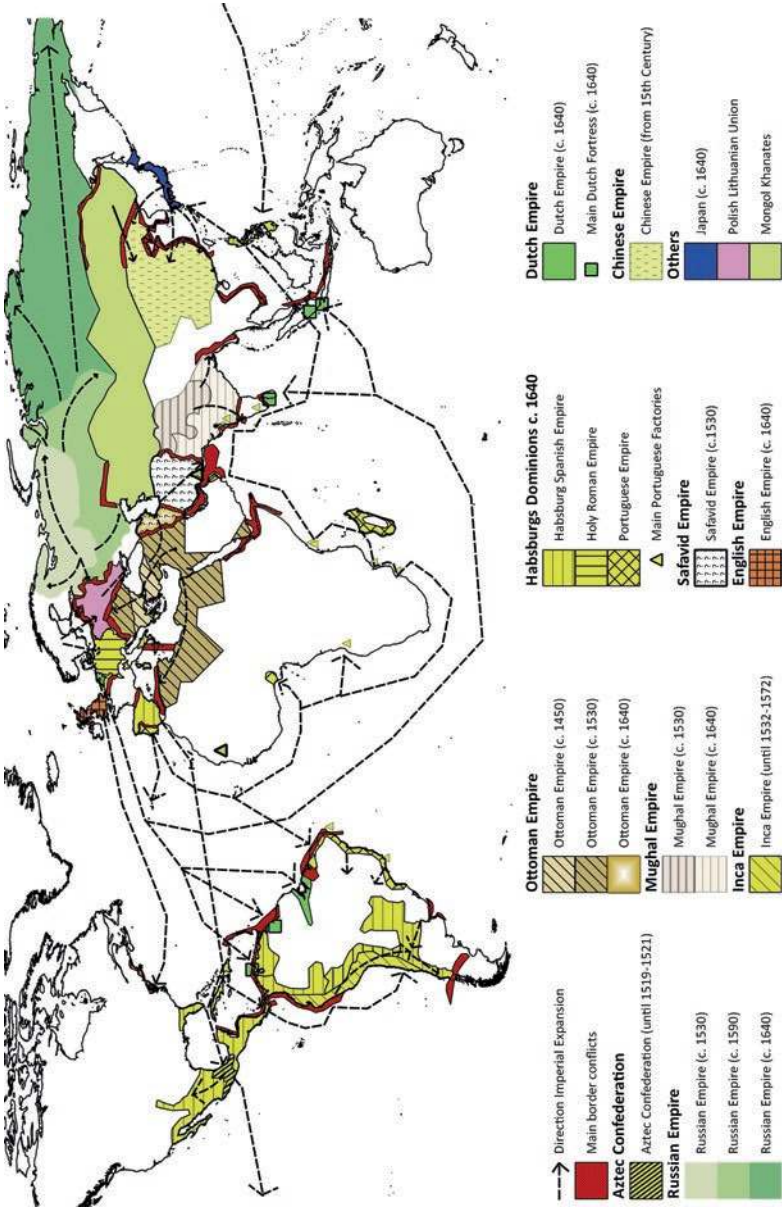 Direction Imperial Expansion
Main border conflicts
Aztec Confederation
Aztec Confederation (until 1519-1521)
Russian Empire
Russian Empire (c. 1530)
Russian Empire (c. 1590)
Russian Empire (c. 1640)
Ottoman Empire
Ottoman Empire (c. 1450)
Ottoman Empire (c. 1530)
Ottoman Empire (c. 1640)
Mughal Empire
Mughal Empire (c. 1530)
Mughal Empire (c. 1640)
Inca Empire
Inca Empire (until 1532-1572)
Habsburgs Dominions c. 1640
Habsburg Spanish Empire
Holy Roman Empire
Portuguese Empire
Main Portuguese Factories
Safavid Empire
Safavid Empire (c.1530)
English Empire
English Empire (c. 1640)
Dutch Empire
Dutch Empire (c. 1640)
Main Dutch Fortress (c. 1640)
Chinese Empire
Chinese Empire (from 15th Century)
Others
Japan (c. 1640)
Polish Lithuanian Union
Mongol Khanates